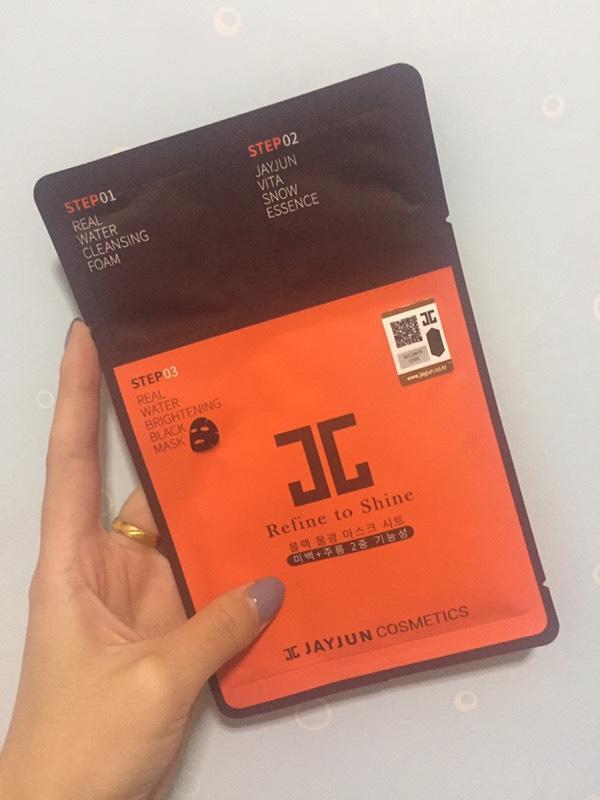 STEP01
REAL
WATER
CLEANSING
FOAM
STEP02
JAYJUN
VITA
SNOW
ESSENCE
STEP03
REAL
WATER
BRIGHTENING
BLACK
MASK
www.jayjun.co.kr
Refine to Shine
블랙 물광 마스크 시트
미백+주름 2중 기능성
JAYJUN COSMETICS